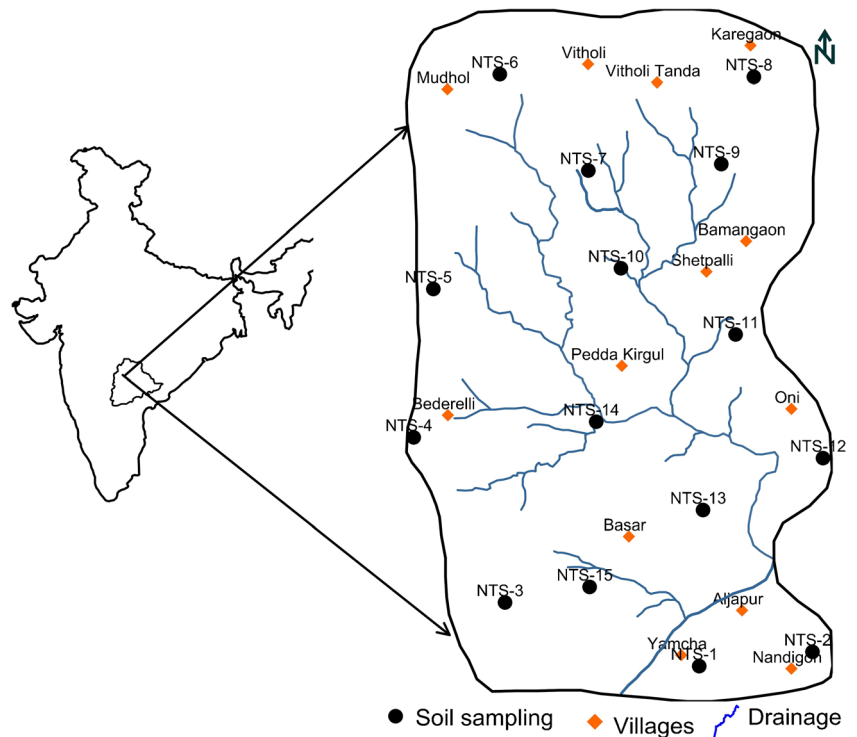 Karegaon
N
Vitholi
NTS-6
NTS-8
Vitholi Tanda
Mudhol
NTS-7
NTS-9
Bamangaon
NTS-10
Shetpalli
NTS-5
NTS-11
Pedda Kirgul
Oni
Bederelli
NTS-14
NTS-4
NTS-12
NTS-13
Basar
NTS-15
NTS-3
Aljapur
Yamcha
NTS-2
NTS-1
Nandigon
Soil sampling
Villages
Drainage